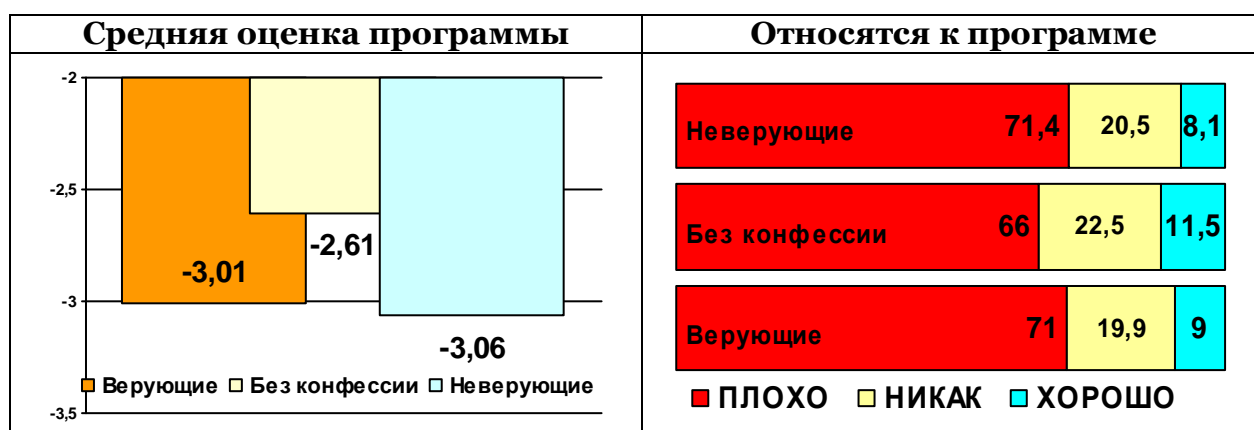 Средняя оценка программы
Относятся к программе
-2
-2,5
-3
-3,5
-3,01
-2,61
-3,06
Верующие Без конфессии Неверующие
Неверующие 71,4 20,5 8,1
Без конфессии 66 22,5 11,5
Верующие 71 19,9 9
ПЛОХО НИКАК ХОРОШО